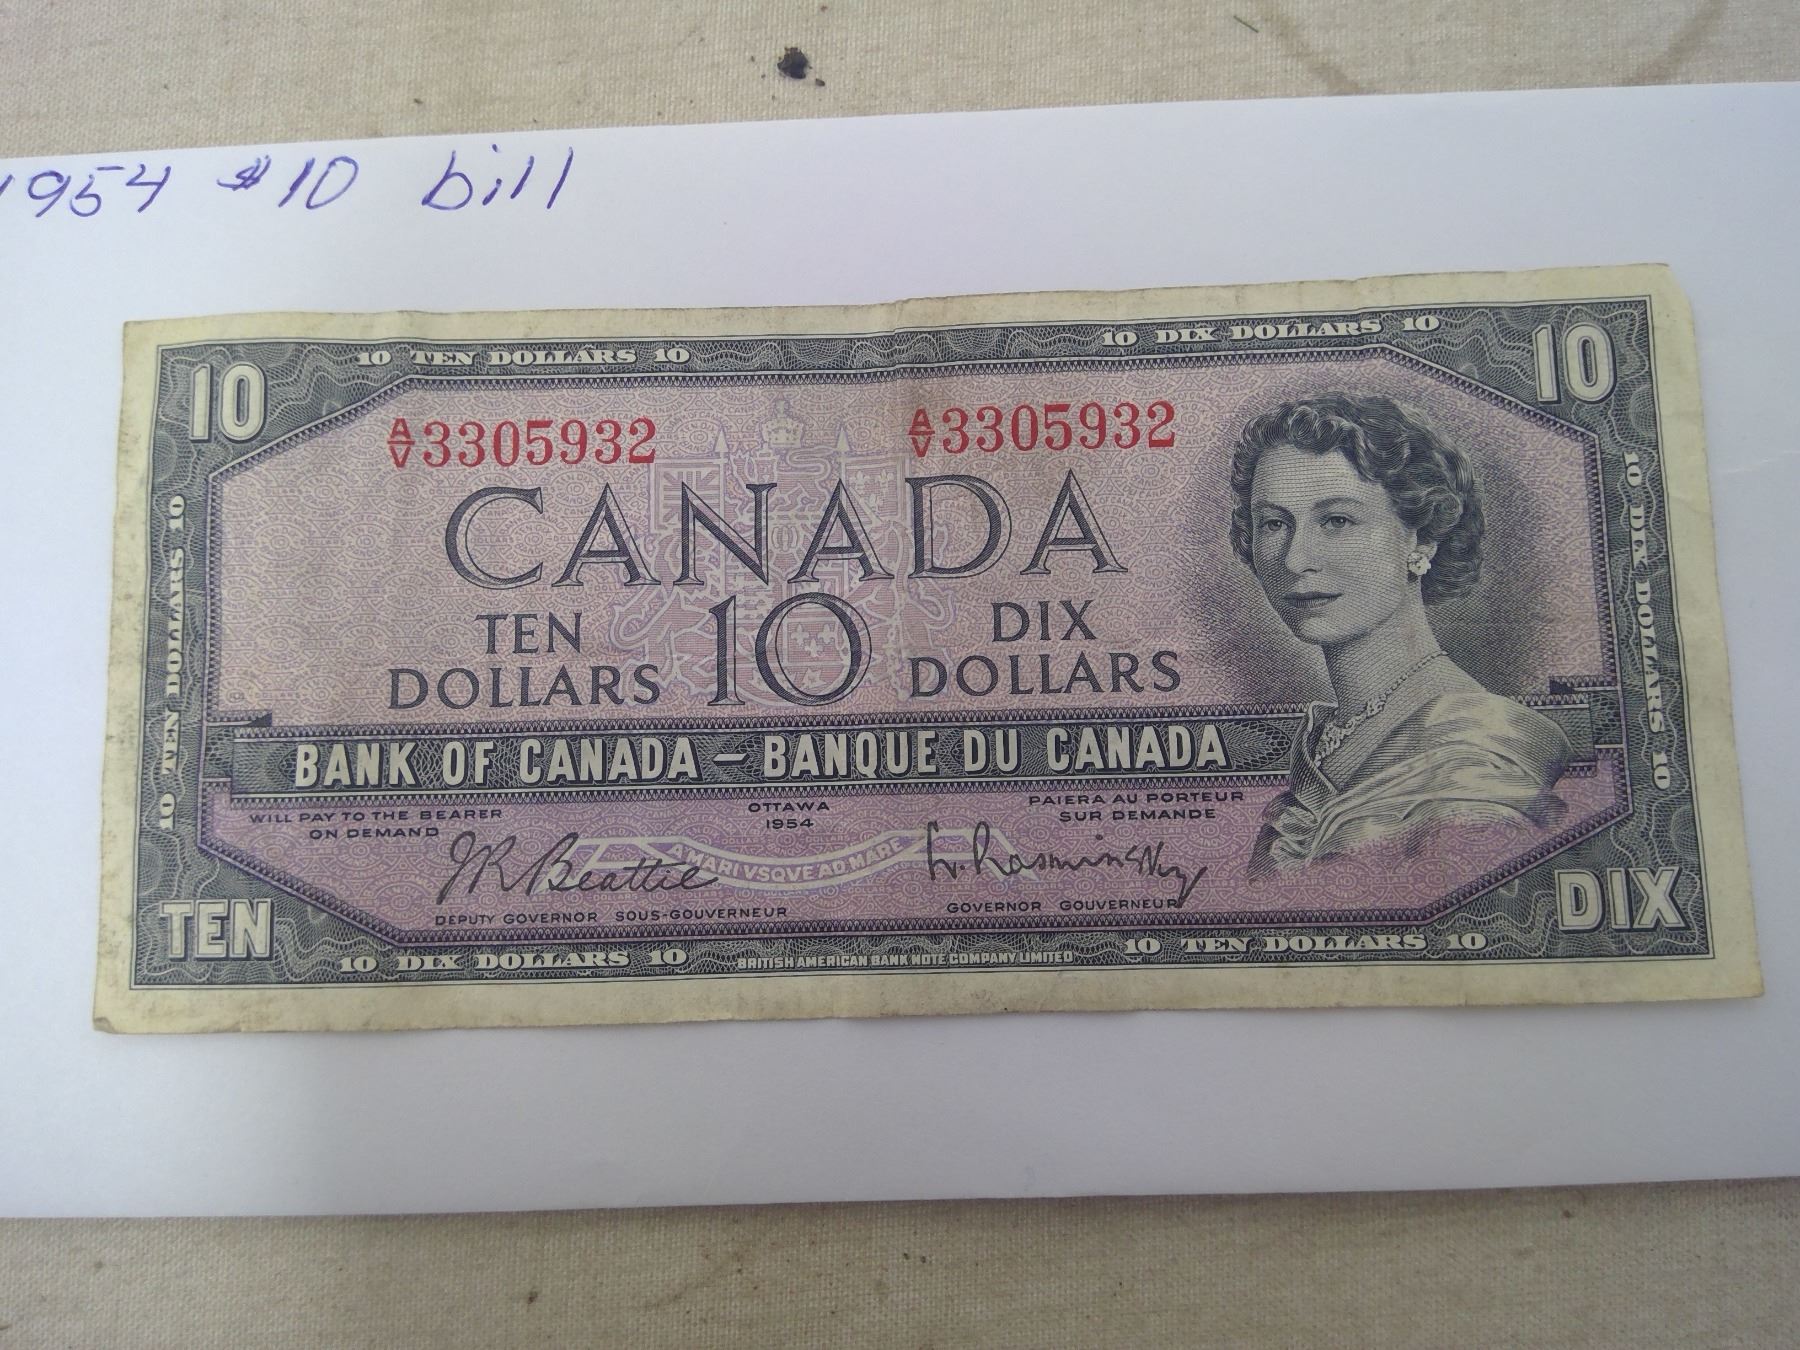 1954 $10 bill
10 TEN DOLLARS 10
10 DIX DOLLARS 10
10
10
A/V 3305932
A/V 3305932
CANADA
TEN DOLLARS
10
DIX DOLLARS
10 TEN DOLLARS 10
10 DIX DOLLARS 10
BANK OF CANADA – BANQUE DU CANADA
WILL PAY TO THE BEARER
ON DEMAND
OTTAWA
1954
PAIERA AU PORTEUR
SUR DEMANDE
JR Beattie
A MARI VSQVE AD MARE
L. Rasminsky
DEPUTY GOVERNOR SOUS-GOUVERNEUR
GOVERNOR GOUVERNEUR
TEN
DIX
10 DIX DOLLARS 10
BRITISH AMERICAN BANK NOTE COMPANY LIMITED
10 TEN DOLLARS 10